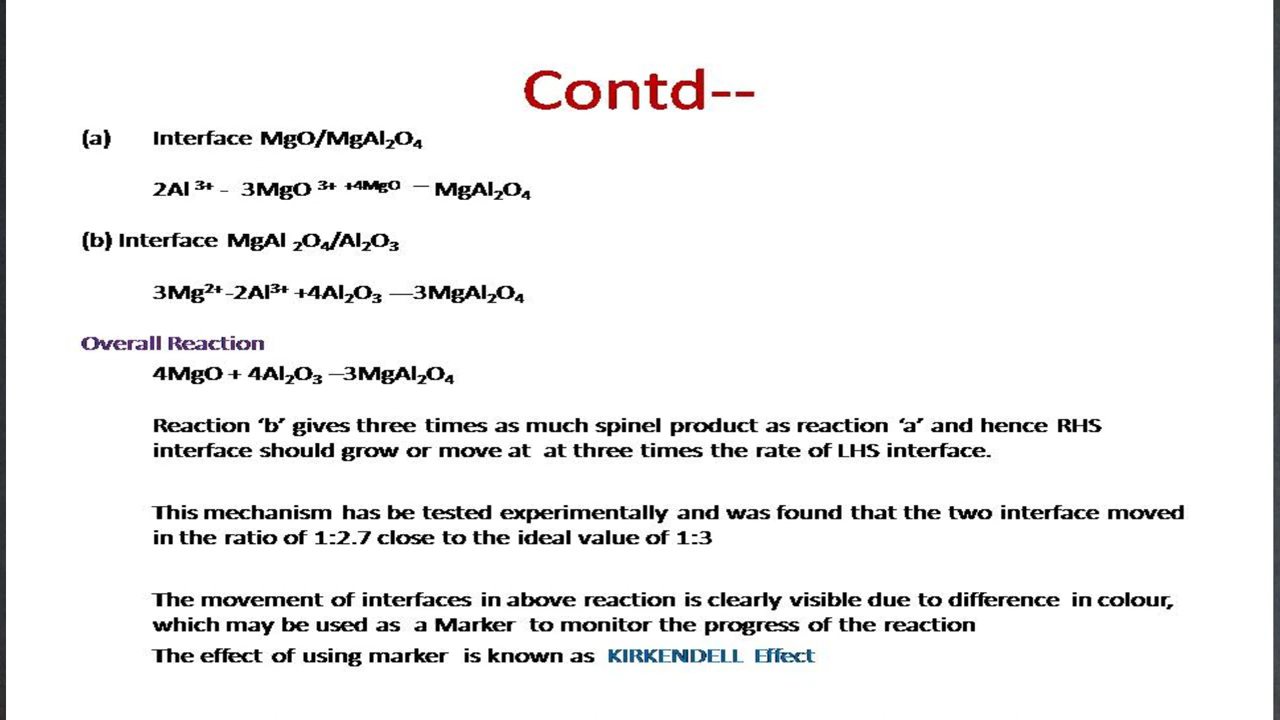 Contd--
(a) Interface MgO/MgAl₂O₄
2Al ³⁺ - 3MgO ³⁺ ⁺⁴ᴹᵍᴼ – MgAl₂O₄
(b) Interface MgAl ₂O₄/Al₂O₃
3Mg²⁺-2Al³⁺ +4Al₂O₃ —3MgAl₂O₄
Overall Reaction
4MgO + 4Al₂O₃ –3MgAl₂O₄
Reaction ‘b’ gives three times as much spinel product as reaction ‘a’ and hence RHS
interface should grow or move at at three times the rate of LHS interface.
This mechanism has be tested experimentally and was found that the two interface moved
in the ratio of 1:2.7 close to the ideal value of 1:3
The movement of interfaces in above reaction is clearly visible due to difference in colour,
which may be used as a Marker to monitor the progress of the reaction
The effect of using marker is known as KIRKENDELL Effect